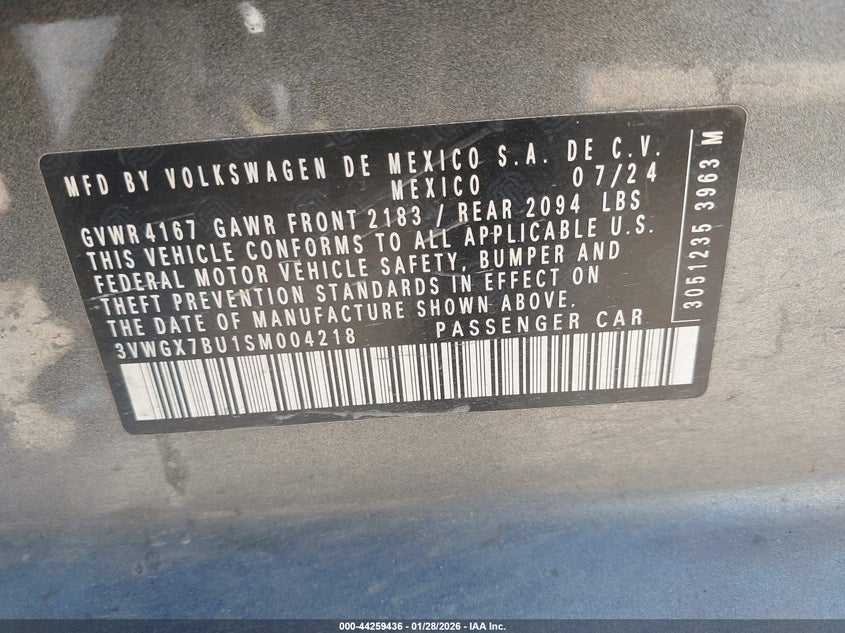 MFD BY VOLKSWAGEN DE MEXICO S.A. DE C.V.
MEXICO 07/24
GVWR4167 GAWR FRONT 2183 / REAR 2094 LBS
THIS VEHICLE CONFORMS TO ALL APPLICABLE U.S.
FEDERAL MOTOR VEHICLE SAFETY, BUMPER AND
THEFT PREVENTION STANDARDS IN EFFECT ON
THE DATE OF MANUFACTURE SHOWN ABOVE.
3VWGX7BU1SM004218 PASSENGER CAR
3051235 3963 M
000-44259436 - 01/28/2026 - IAA Inc.